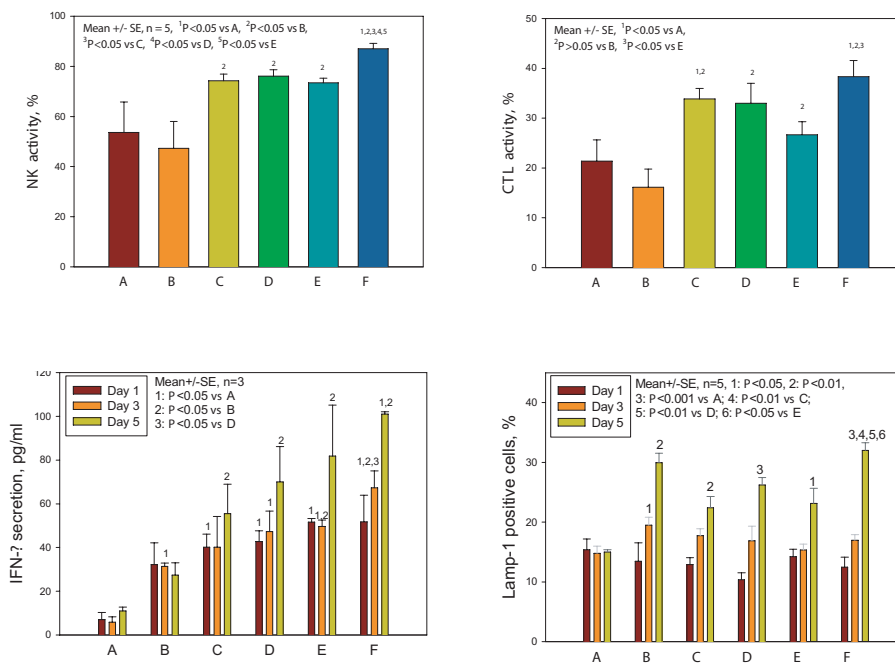 Mean +/- SE, n = 5, ¹P<0.05 vs A, ²P<0.05 vs B,
³P<0.05 vs C, ⁴P<0.05 vs D, ⁵P<0.05 vs E
NK activity, %
100
80
60
40
20
0
2
2
2
1,2,3,4,5
A B C D E F
Mean +/- SE, ¹P<0.05 vs A,
²P>0.05 vs B, ³P<0.05 vs E
CTL activity, %
50
40
30
20
10
0
1,2
2
2
1,2,3
A B C D E F
Day 1
Day 3
Day 5
Mean+/-SE, n=3
1: P<0.05 vs A
2: P<0.05 vs B
3: P<0.05 vs D
IFN-? secretion, pg/ml
120
100
80
60
40
20
0
1
1
2
1
2
1
1,2
2
1,2,3
1,2
A B C D E F
Day 1
Day 3
Day 5
Mean+/-SE, n=5, 1: P<0.05, 2: P<0.01,
3: P<0.001 vs A; 4: P<0.01 vs C;
5: P<0.01 vs D; 6: P<0.05 vs E
Lamp-1 positive cells, %
40
30
20
10
0
1
2
2
3
1
3,4,5,6
A B C D E F